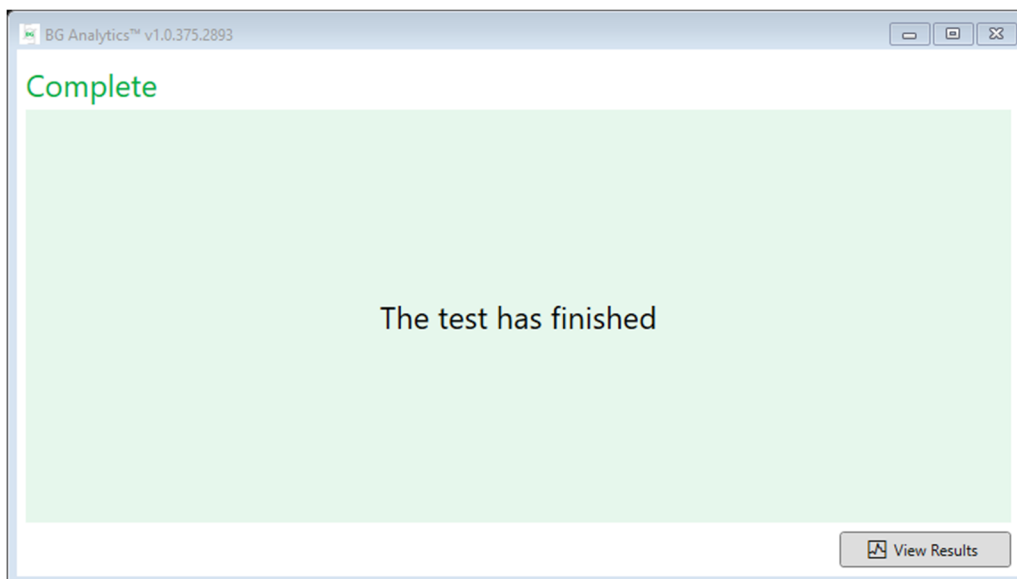 BG Analytics™ v1.0.375.2893
Complete
The test has finished
View Results